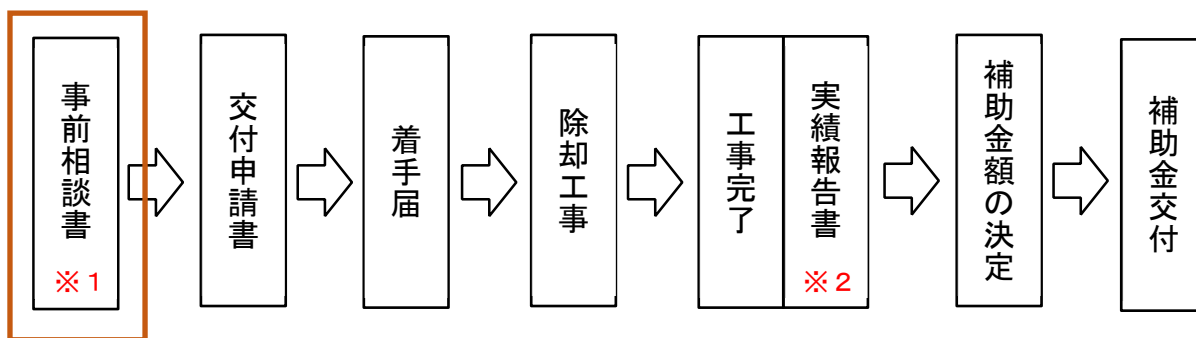 事前相談書
※1
交付申請書
着手届
除却工事
工事完了
実績報告書
※2
補助金額の決定
補助金交付